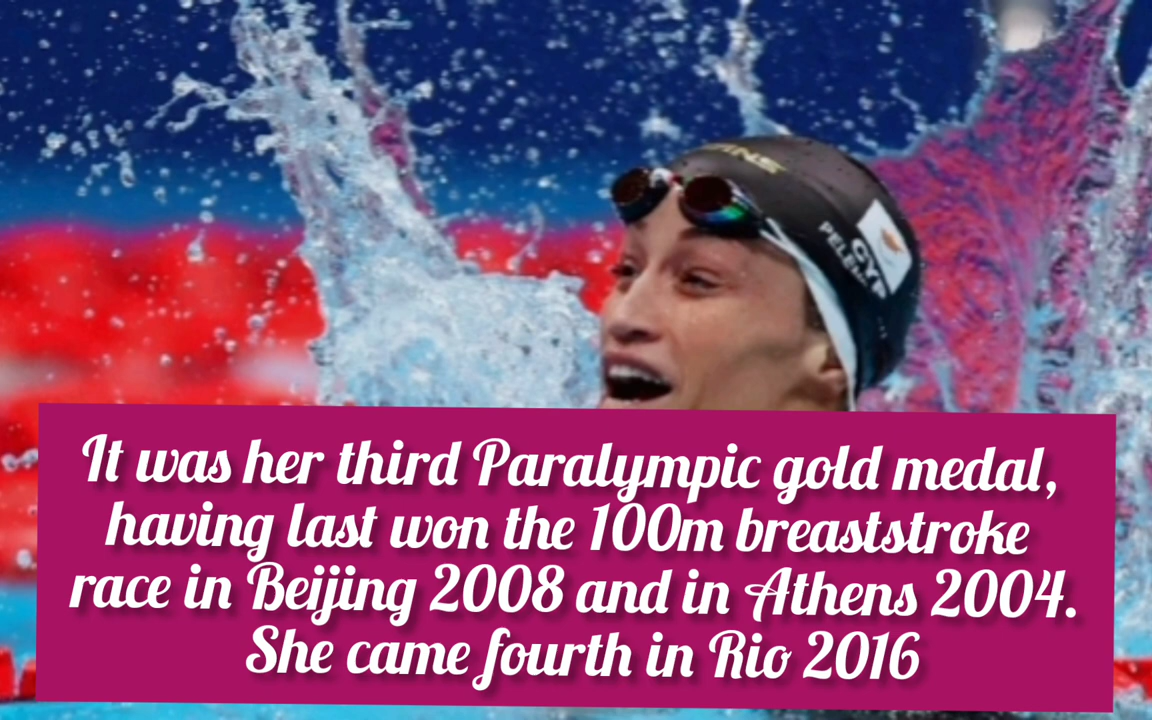 CYP
It was her third Paralympic gold medal,
having last won the 100m breaststroke
race in Beijing 2008 and in Athens 2004.
She came fourth in Rio 2016